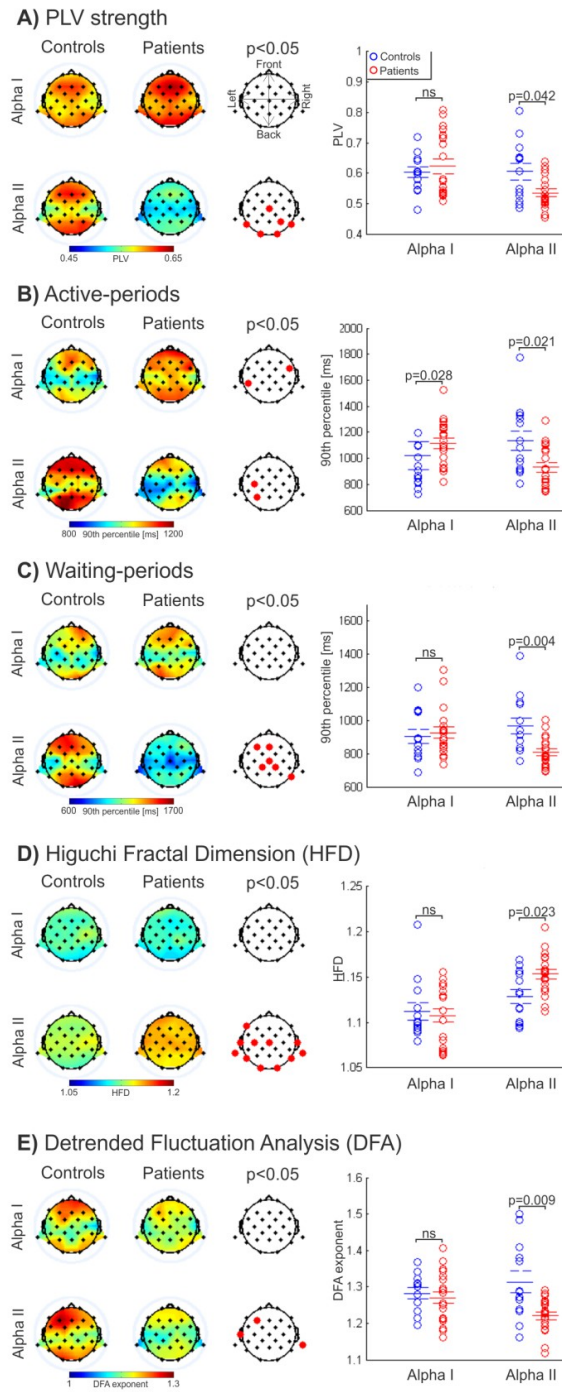 A) PLV strength
Controls Patients p<0.05
Alpha I
Front
Left
Right
Back
Alpha II
0.45 PLV 0.65
Controls
Patients
PLV
1
0.9
0.8
0.7
0.6
0.5
0.4
ns
p=0.042
Alpha I Alpha II
B) Active-periods
Controls Patients p<0.05
Alpha I
Alpha II
800 90th percentile [ms] 1200
90th percentile [ms]
2000
1800
1600
1400
1200
1000
800
600
p=0.028
p=0.021
Alpha I Alpha II
C) Waiting-periods
Controls Patients p<0.05
Alpha I
Alpha II
600 90th percentile [ms] 1700
90th percentile [ms]
1600
1400
1200
1000
800
600
ns
p=0.004
Alpha I Alpha II
D) Higuchi Fractal Dimension (HFD)
Controls Patients p<0.05
Alpha I
Alpha II
1.05 HFD 1.2
HFD
1.25
1.2
1.15
1.1
1.05
ns
p=0.023
Alpha I Alpha II
E) Detrended Fluctuation Analysis (DFA)
Controls Patients p<0.05
Alpha I
Alpha II
1 DFA exponent 1.3
DFA exponent
1.6
1.5
1.4
1.3
1.2
1.1
ns
p=0.009
Alpha I Alpha II